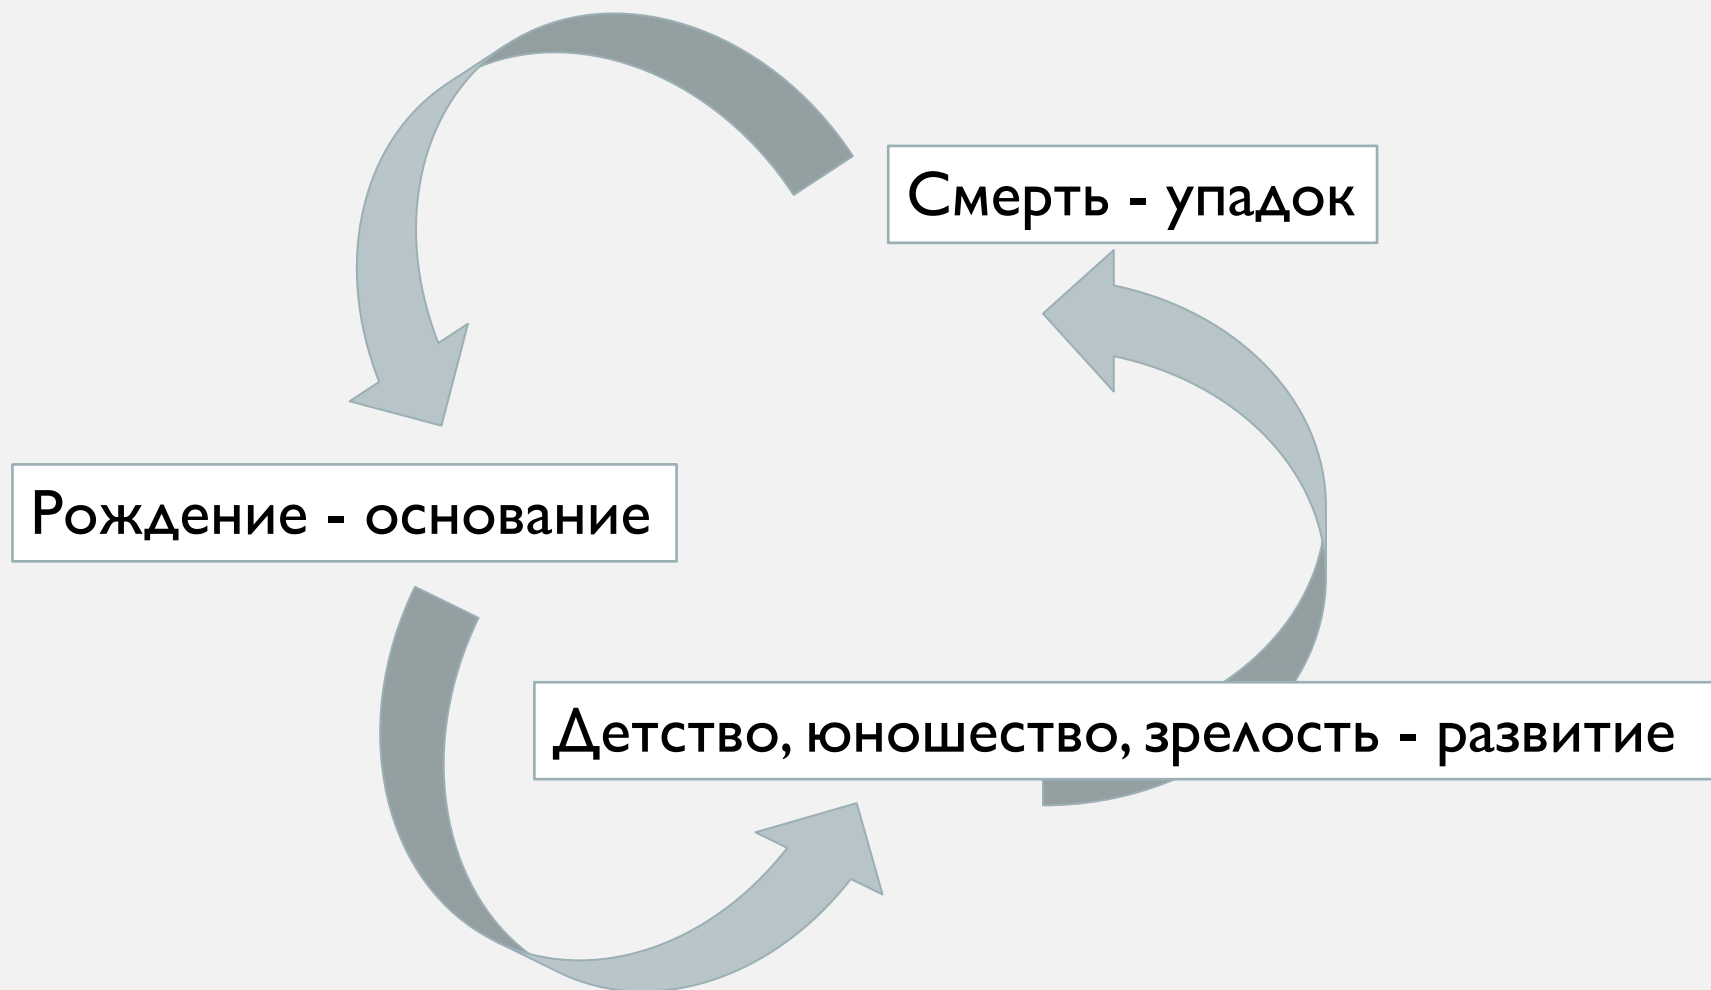 Смерть - упадок
Рождение - основание
Детство, юношество, зрелость - развитие